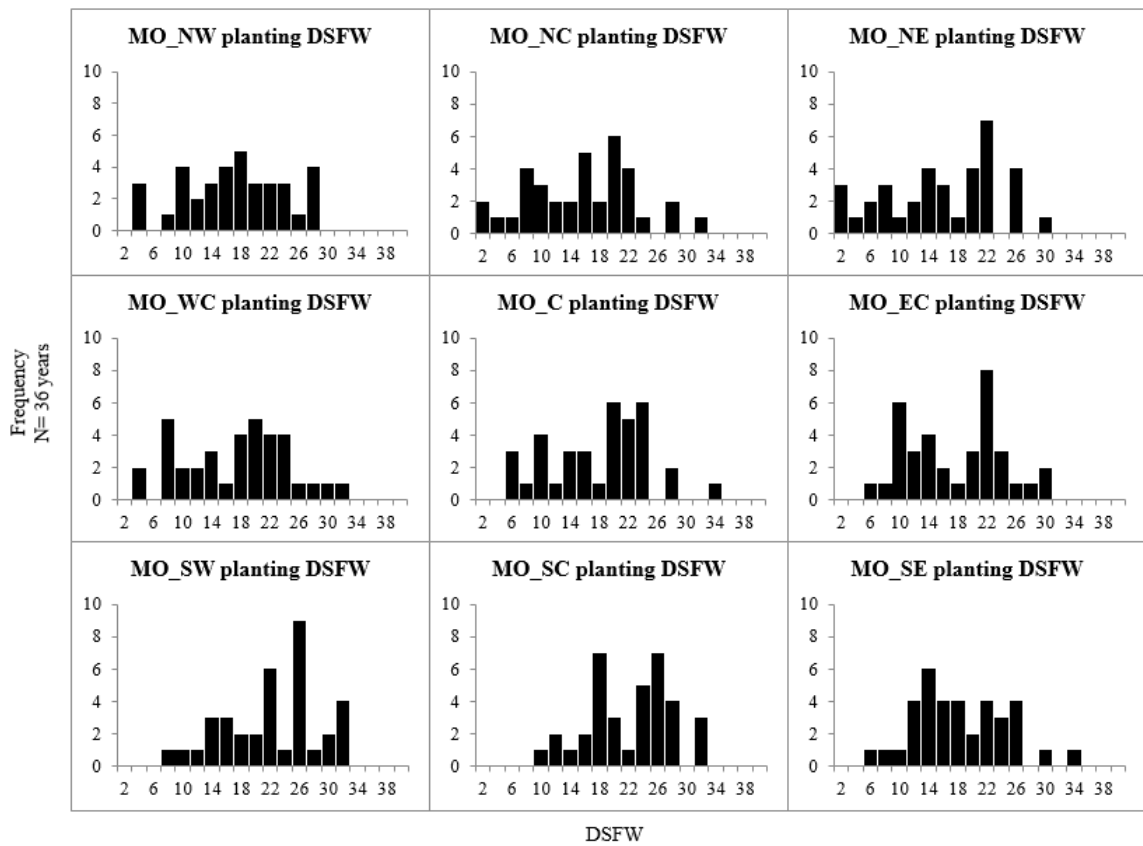 MO_NW planting DSFW
10
8
6
4
2
0
2 6 10 14 18 22 26 30 34 38
MO_NC planting DSFW
10
8
6
4
2
0
2 6 10 14 18 22 26 30 34 38
MO_NE planting DSFW
10
8
6
4
2
0
2 6 10 14 18 22 26 30 34 38
Frequency
N= 36 years
MO_WC planting DSFW
10
8
6
4
2
0
2 6 10 14 18 22 26 30 34 38
MO_C planting DSFW
10
8
6
4
2
0
2 6 10 14 18 22 26 30 34 38
MO_EC planting DSFW
10
8
6
4
2
0
2 6 10 14 18 22 26 30 34 38
MO_SW planting DSFW
10
8
6
4
2
0
2 6 10 14 18 22 26 30 34 38
MO_SC planting DSFW
10
8
6
4
2
0
2 6 10 14 18 22 26 30 34 38
MO_SE planting DSFW
10
8
6
4
2
0
2 6 10 14 18 22 26 30 34 38
DSFW